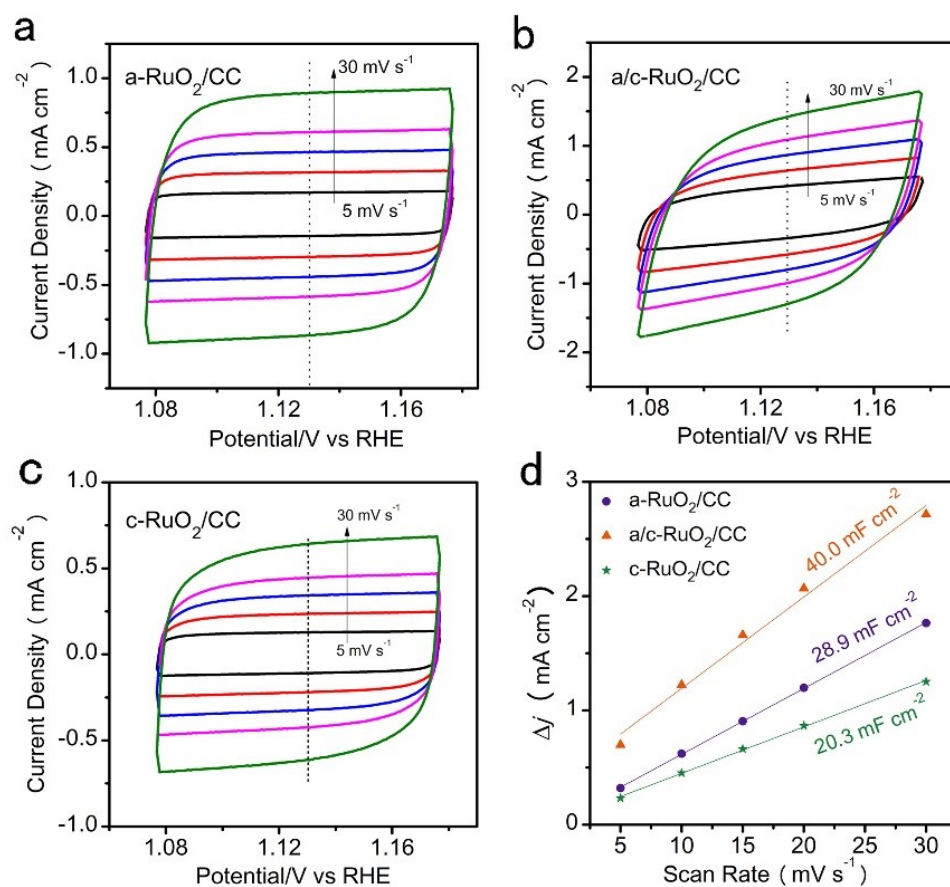 a
a-RuO₂/CC
30 mV s⁻¹
5 mV s⁻¹
1.0
0.5
0.0
-0.5
-1.0
Current Density ( mA cm⁻²)
1.08
1.12
1.16
Potential/V vs RHE
b
a/c-RuO₂/CC
30 mV s⁻¹
5 mV s⁻¹
2
1
0
-1
-2
Current Density (mA cm⁻²)
1.08
1.12
1.16
Potential/V vs RHE
c
c-RuO₂/CC
30 mV s⁻¹
5 mV s⁻¹
1.0
0.5
0.0
-0.5
-1.0
Current Density ( mA cm⁻²)
1.08
1.12
1.16
Potential/V vs RHE
d
a-RuO₂/CC
a/c-RuO₂/CC
c-RuO₂/CC
40.0 mF cm⁻²
28.9 mF cm⁻²
20.3 mF cm⁻²
3
2
1
0
Δj ( mA cm⁻²)
5
10
15
20
25
30
Scan Rate ( mV s⁻¹)